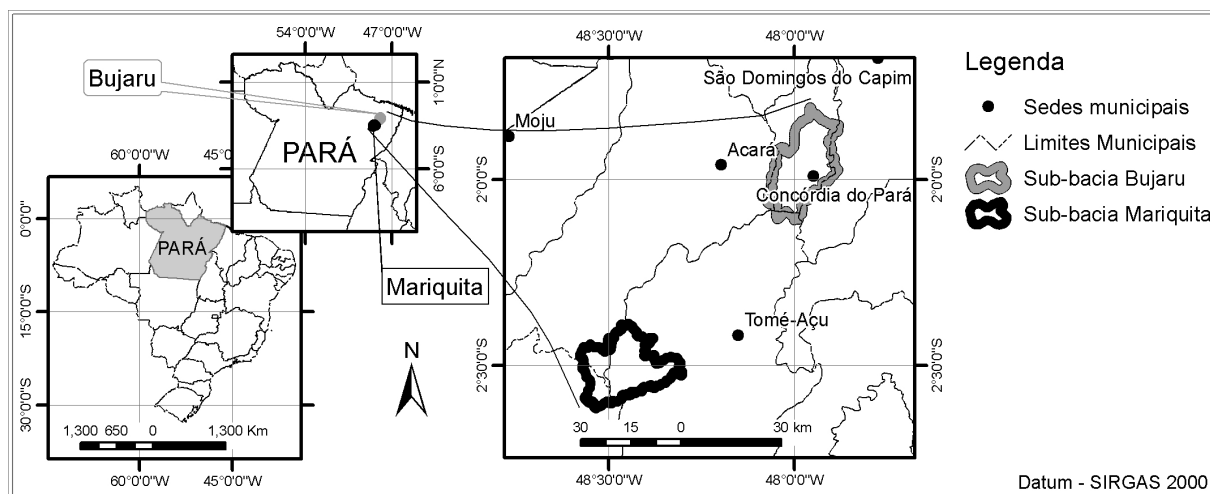 54°0'0"W
47°0'0"W
1°0'0"N
6°0'0"S
Bujaru
PARÁ
Mariquita
60°0'0"W
0°0'0"
15°0'0"S
30°0'0"S
PARÁ
1,300 650 0 1,300 Km
60°0'0"W
45°0'0"W
N
48°30'0"W
48°0'0"W
São Domingos do Capim
Moju
Acará
Concórdia do Pará
Tomé-Açu
2°0'0"S
2°30'0"S
2°0'0"S
2°30'0"S
30 15 0 30 km
48°30'0"W
48°0'0"W
Legenda
Sedes municipais
Limites Municipais
Sub-bacia Bujaru
Sub-bacia Mariquita
Datum - SIRGAS 2000